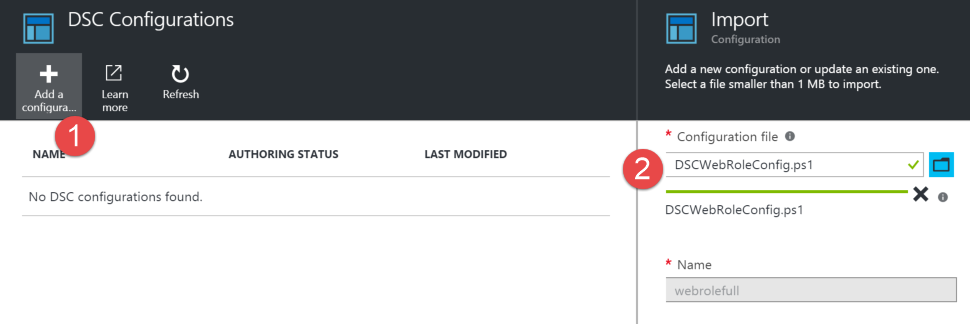 DSC Configurations
Add a
configura...
Learn
more
Refresh
1
NAME
AUTHORING STATUS
LAST MODIFIED
No DSC configurations found.
Import
Configuration
Add a new configuration or update an existing one.
Select a file smaller than 1 MB to import.
* Configuration file
2
DSCWebRoleConfig.ps1
DSCWebRoleConfig.ps1
* Name
webrolefull